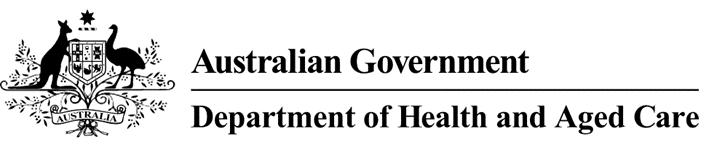 Australian Government
Department of Health and Aged Care
AUSTRALIA